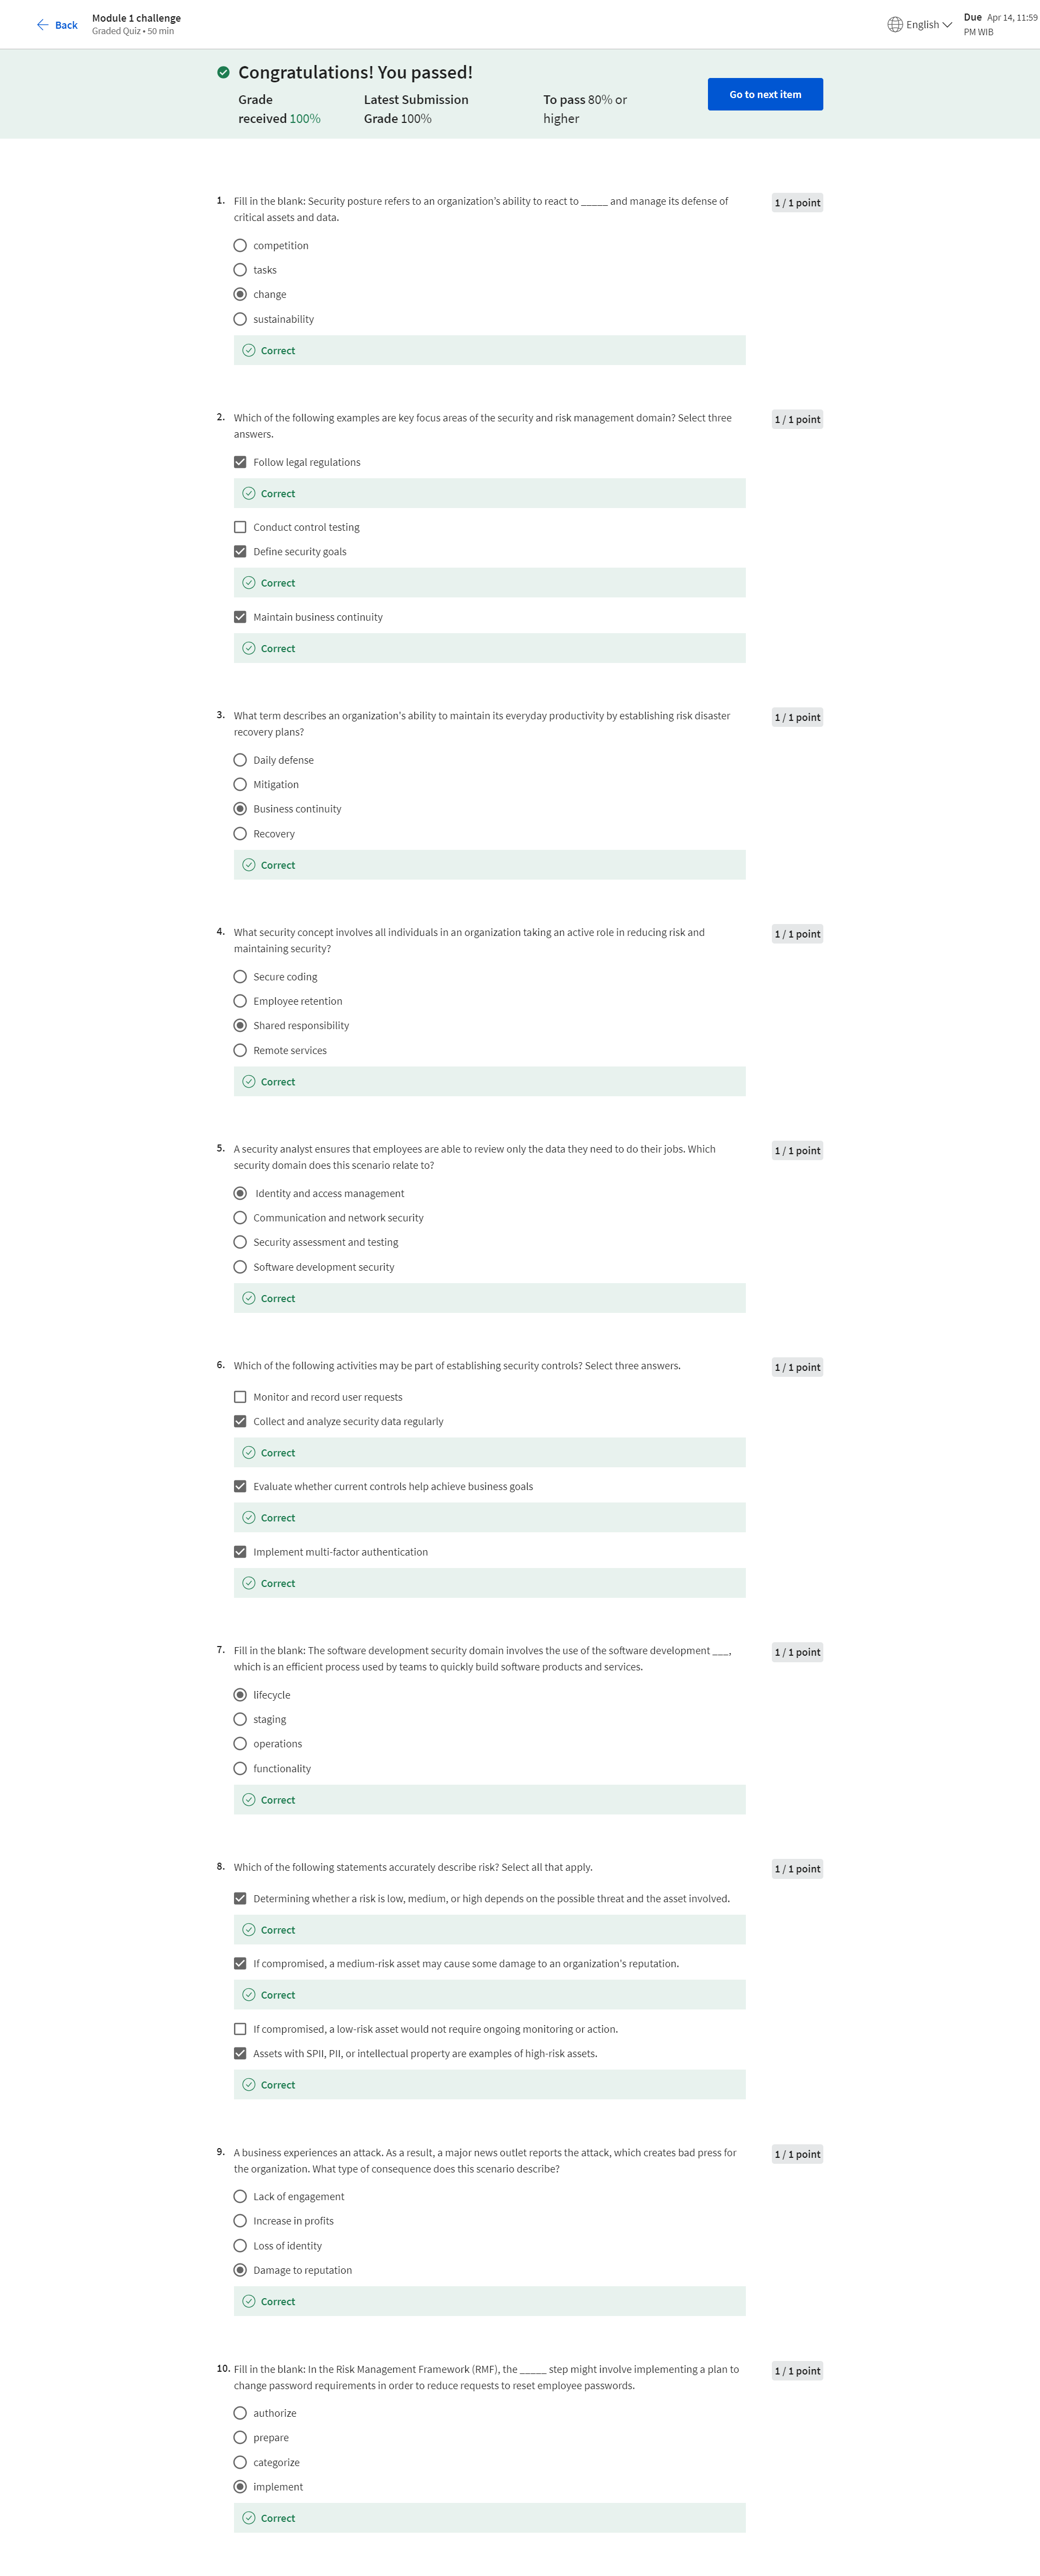 Back
Module 1 challenge
Graded Quiz • 50 min
English
Due Apr 14, 11:59
PM WIB
Congratulations! You passed!
Grade
received 100%
Latest Submission
Grade 100%
To pass 80% or
higher
Go to next item
1. Fill in the blank: Security posture refers to an organization's ability to react to _____ and manage its defense of
critical assets and data.
1 / 1 point
competition
tasks
change
sustainability
Correct
2. Which of the following examples are key focus areas of the security and risk management domain? Select three
answers.
1 / 1 point
Follow legal regulations
Correct
Conduct control testing
Define security goals
Correct
Maintain business continuity
Correct
3. What term describes an organization's ability to maintain its everyday productivity by establishing risk disaster
recovery plans?
1 / 1 point
Daily defense
Mitigation
Business continuity
Recovery
Correct
4. What security concept involves all individuals in an organization taking an active role in reducing risk and
maintaining security?
1 / 1 point
Secure coding
Employee retention
Shared responsibility
Remote services
Correct
5. A security analyst ensures that employees are able to review only the data they need to do their jobs. Which
security domain does this scenario relate to?
1 / 1 point
Identity and access management
Communication and network security
Security assessment and testing
Software development security
Correct
6. Which of the following activities may be part of establishing security controls? Select three answers.
1 / 1 point
Monitor and record user requests
Collect and analyze security data regularly
Correct
Evaluate whether current controls help achieve business goals
Correct
Implement multi-factor authentication
Correct
7. Fill in the blank: The software development security domain involves the use of the software development ___,
which is an efficient process used by teams to quickly build software products and services.
1 / 1 point
lifecycle
staging
operations
functionality
Correct
8. Which of the following statements accurately describe risk? Select all that apply.
1 / 1 point
Determining whether a risk is low, medium, or high depends on the possible threat and the asset involved.
Correct
If compromised, a medium-risk asset may cause some damage to an organization's reputation.
Correct
If compromised, a low-risk asset would not require ongoing monitoring or action.
Assets with SPII, PII, or intellectual property are examples of high-risk assets.
Correct
9. A business experiences an attack. As a result, a major news outlet reports the attack, which creates bad press for
the organization. What type of consequence does this scenario describe?
1 / 1 point
Lack of engagement
Increase in profits
Loss of identity
Damage to reputation
Correct
10. Fill in the blank: In the Risk Management Framework (RMF), the _____ step might involve implementing a plan to
change password requirements in order to reduce requests to reset employee passwords.
1 / 1 point
authorize
prepare
categorize
implement
Correct